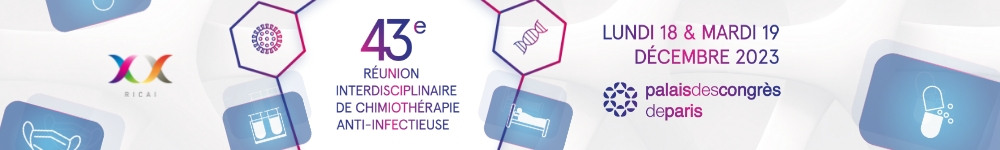 RICAI
43e
RÉUNION
INTERDISCIPLINAIRE
DE CHIMIOTHÉRAPIE
ANTI-INFECTIEUSE
LUNDI 18 & MARDI 19
DÉCEMBRE 2023
palaisdescongrès
deparis